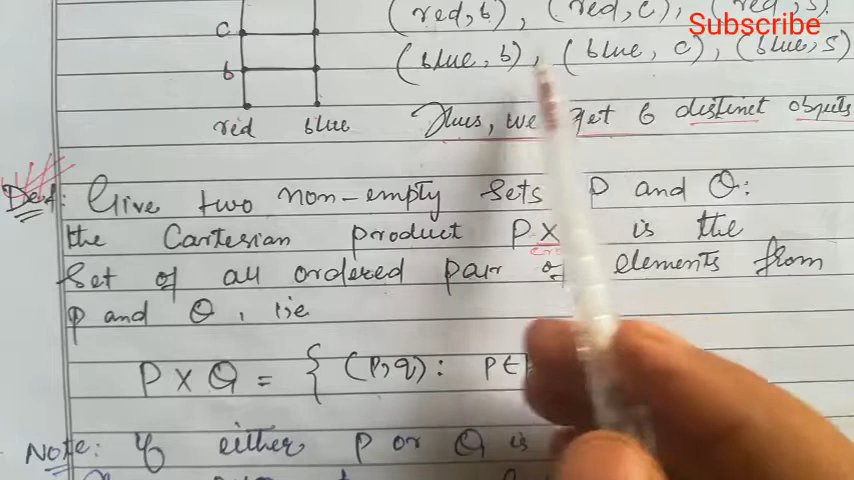 (red, b), (red, c), (red, s).
Subscribe
c
(blue, b), (blue, c), (blue, s)
b
red blue Thus, we get 6 distinct objects
Def: Give two non-empty sets P and Q:
the Cartesian product P X is the
Set of all ordered pair of elements from
P and Q, i.e
P X Q = { (p,q): p ∈
Note: If either P or Q is